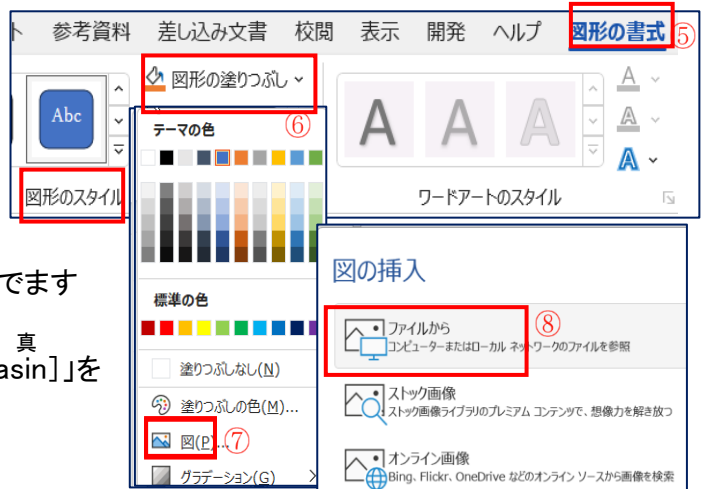 ト 参考資料 差し込み文書 校閲 表示 開発 ヘルプ 図形の書式 ⑤
Abc
図形の塗りつぶし
⑥
テーマの色
A A A
A
A
A
図形のスタイル
ワードアートのスタイル
標準の色
塗りつぶしなし(N)
塗りつぶしの色(M)...
図(P)... ⑦
グラデーション(G)
でます
真
asin]」を
図の挿入
ファイルから ⑧
コンピューターまたはローカル ネットワークのファイルを参照
ストック画像
ストック画像ライブラリのプレミアム コンテンツで、想像力を解き放つ
オンライン画像
Bing、Flickr、OneDrive などのオンライン ソースから画像を検索